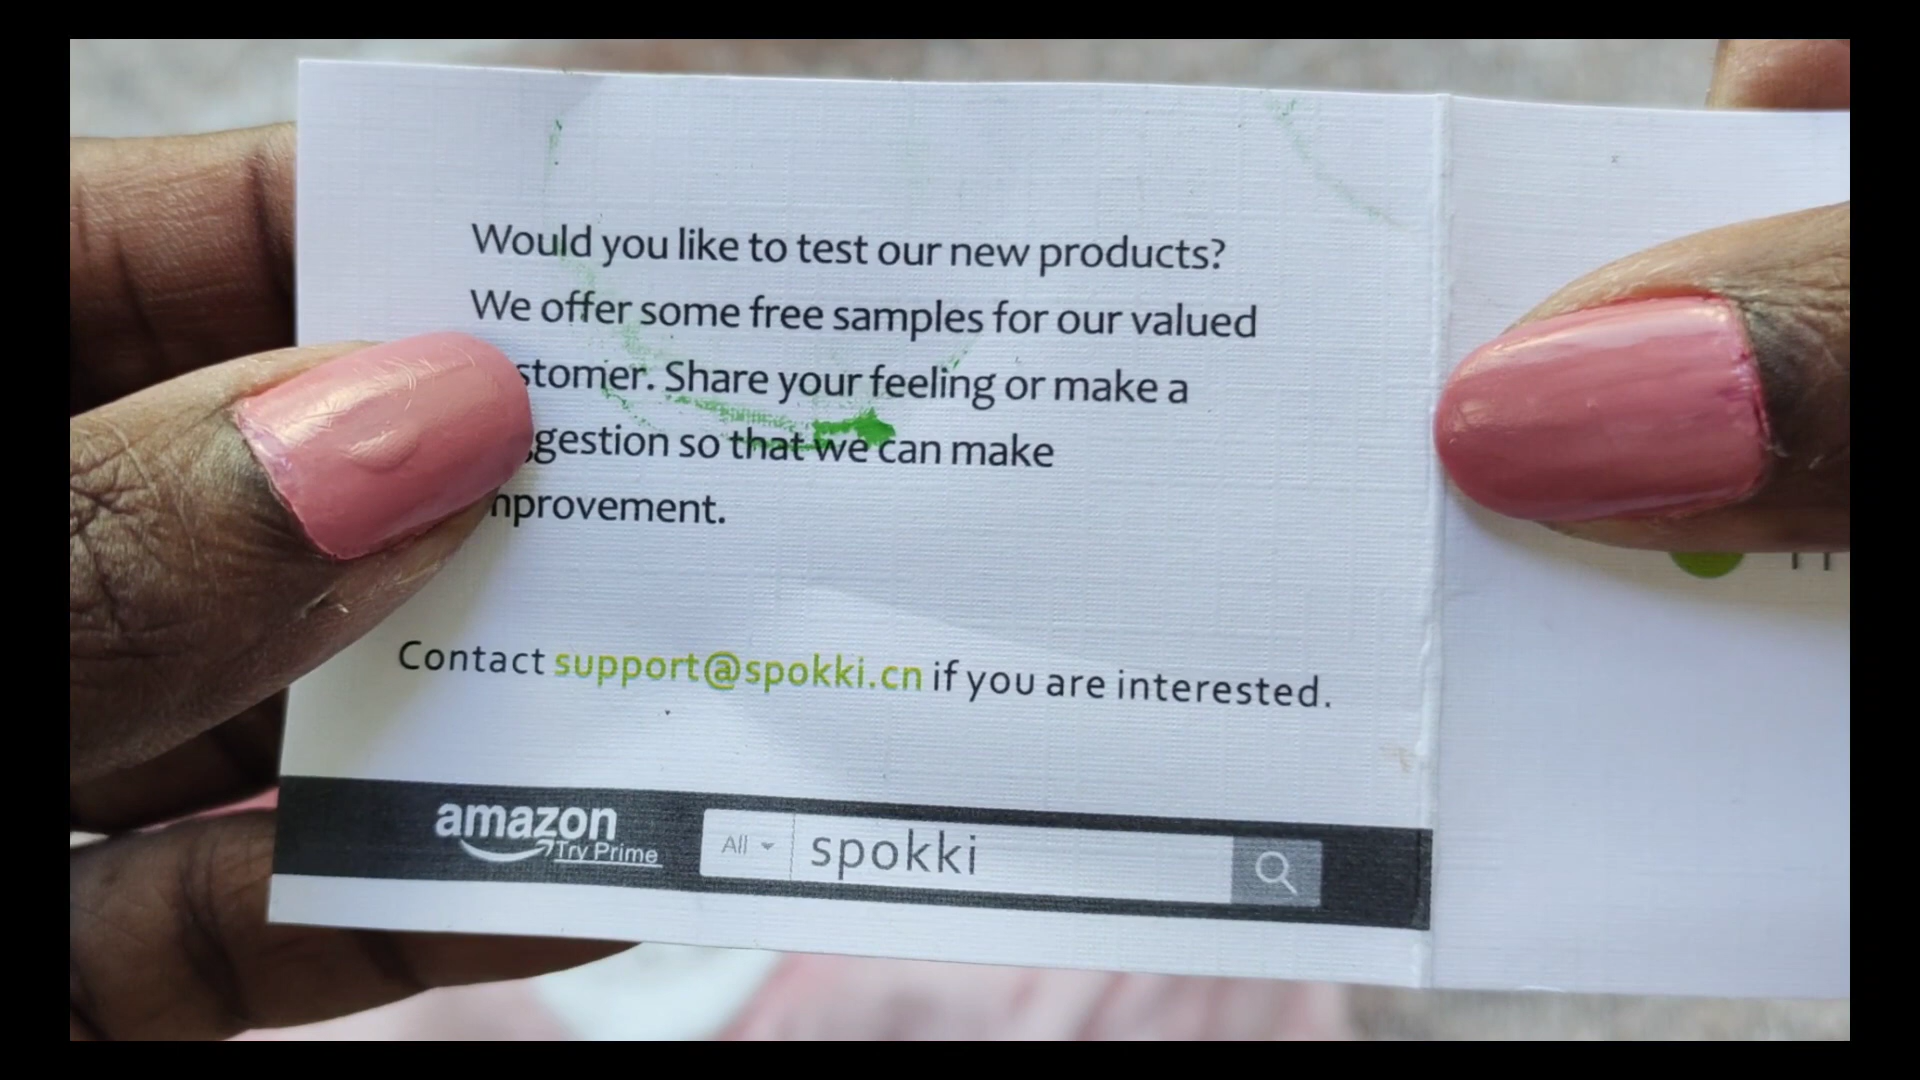 Would you like to test our new products?
We offer some free samples for our valued
stomer. Share your feeling or make a
gestion so that we can make
nprovement.
Contact support@spokki.cn if you are interested.
amazon
Try Prime
All
spokki